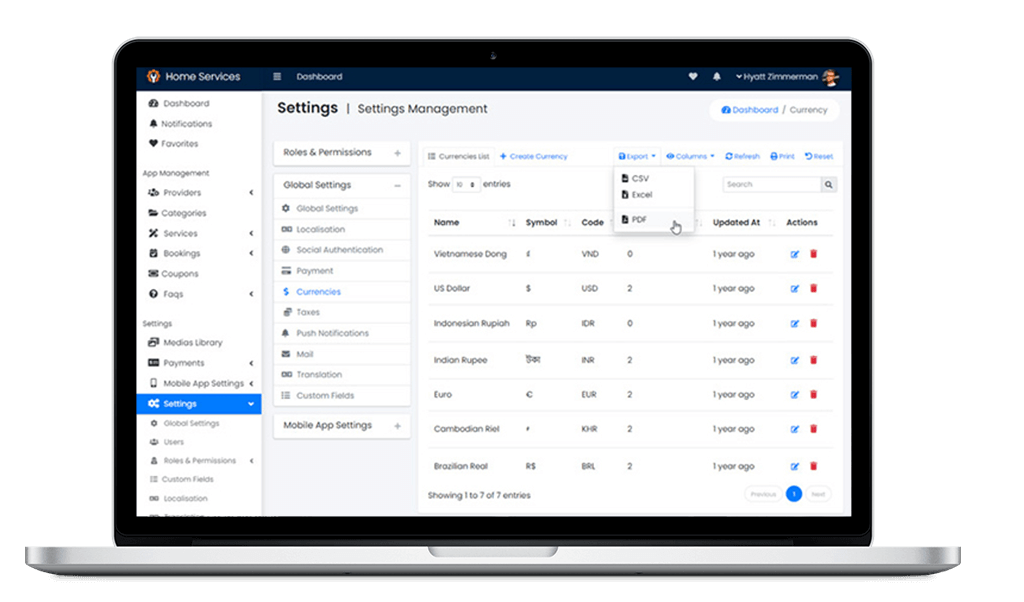 Home Services
Dashboard
Hyatt Zimmerman
Dashboard
Notifications
Favorites
App Management
Providers
Categories
Services
Bookings
Coupons
Faqs
Settings
Medias Library
Payments
Mobile App Settings
Settings
Global Settings
Users
Roles & Permissions
Custom Fields
Localisation
Settings | Settings Management
Dashboard / Currency
Roles & Permissions +
Global Settings −
Global Settings
Localisation
Social Authentication
Payment
$ Currencies
Taxes
Push Notifications
Mail
Translation
Custom Fields
Mobile App Settings +
Currencies List + Create Currency Export Columns Refresh Print Reset
CSV
Excel
PDF
Show 10 entries Search
Name Symbol Code Updated At Actions
Vietnamese Dong VND 0 1 year ago
US Dollar $ USD 2 1 year ago
Indonesian Rupiah Rp IDR 0 1 year ago
Indian Rupee টকা INR 2 1 year ago
Euro € EUR 2 1 year ago
Cambodian Riel KHR 2 1 year ago
Brazilian Real R$ BRL 2 1 year ago
Showing 1 to 7 of 7 entries
Previous 1 Next